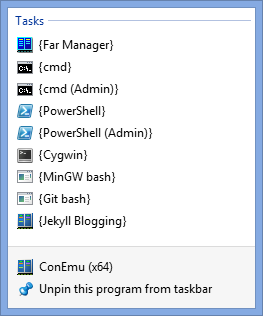 Tasks
{Far Manager}
{cmd}
{cmd (Admin)}
{PowerShell}
{PowerShell (Admin)}
{Cygwin}
{MinGW bash}
{Git bash}
{Jekyll Blogging}
ConEmu (x64)
Unpin this program from taskbar